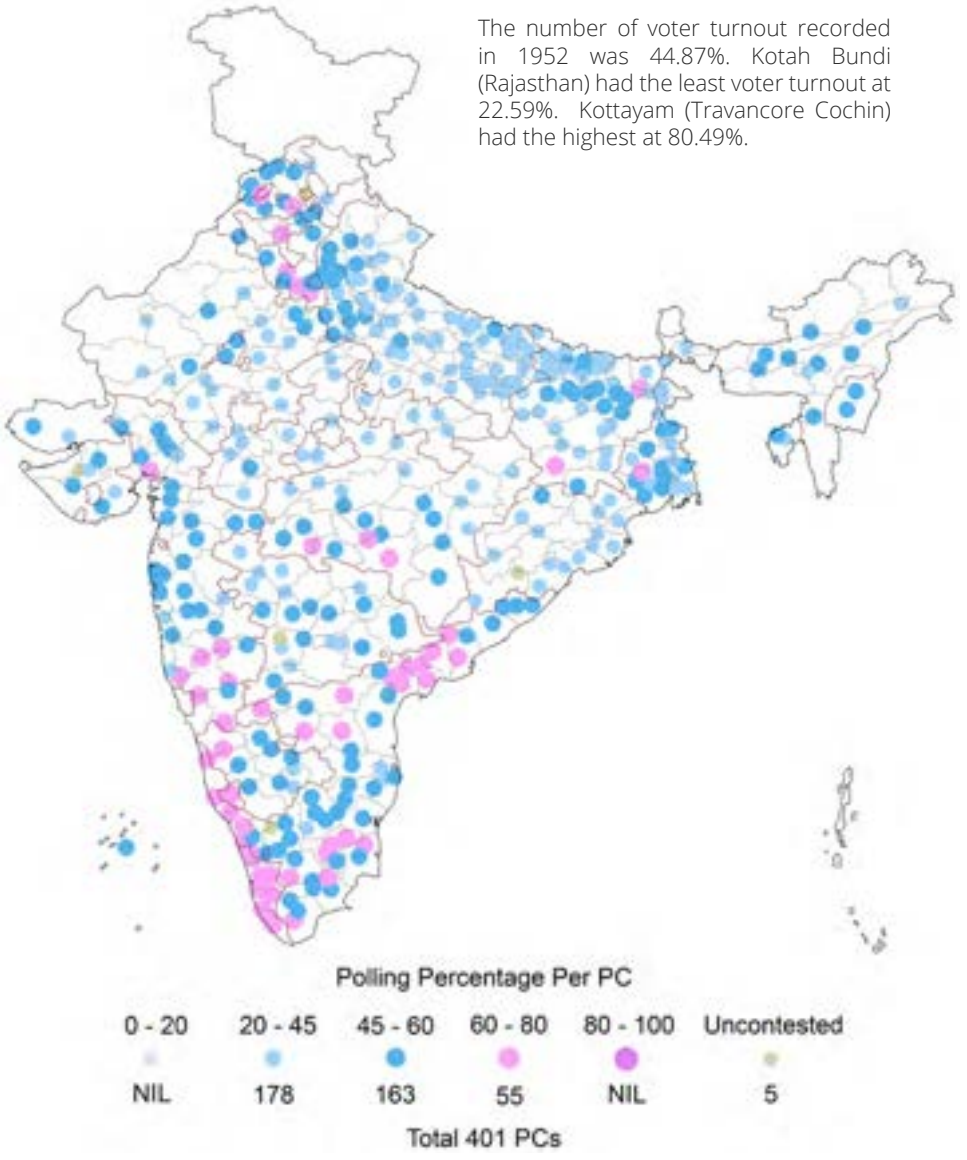 The number of voter turnout recorded
in 1952 was 44.87%. Kotah Bundi
(Rajasthan) had the least voter turnout at
22.59%. Kottayam (Travancore Cochin)
had the highest at 80.49%.
Polling Percentage Per PC
0 - 20 20 - 45 45 - 60 60 - 80 80 - 100 Uncontested
NIL 178 163 55 NIL 5
Total 401 PCs